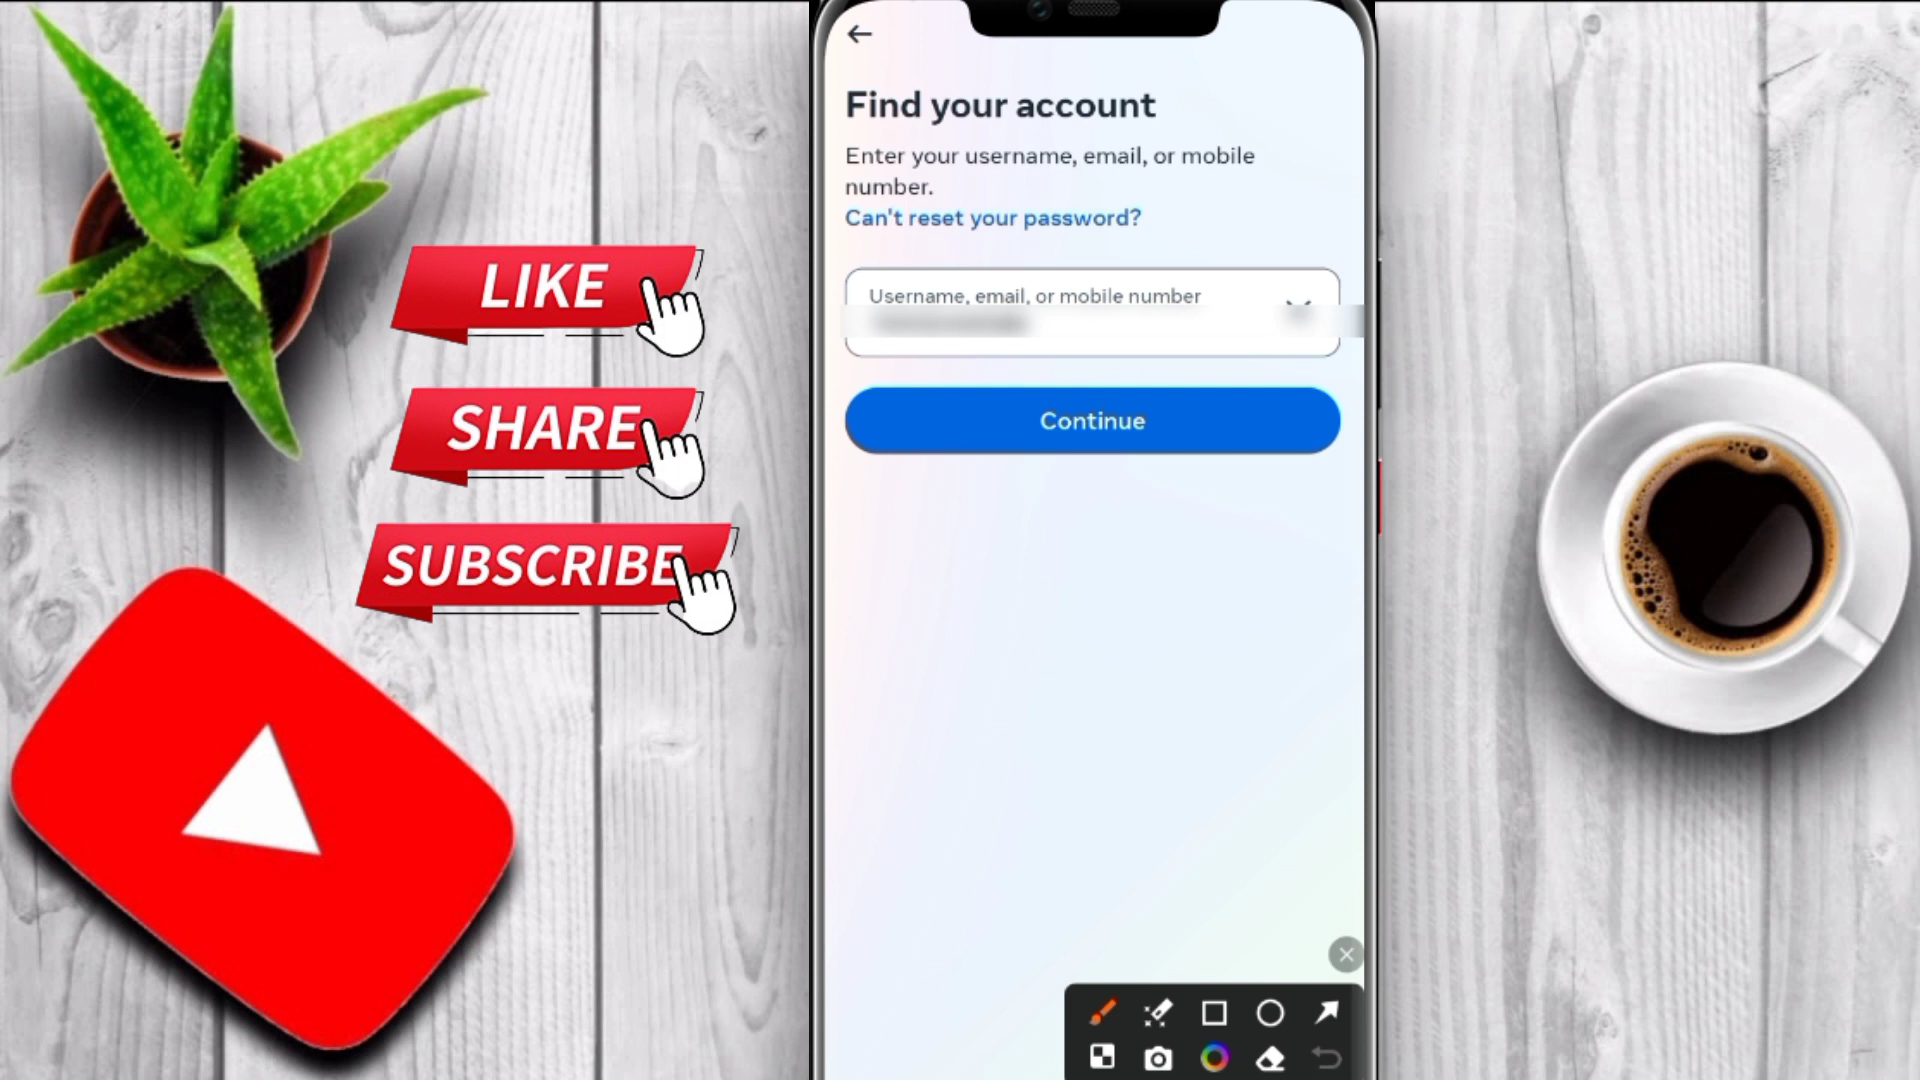 LIKE
SHARE
SUBSCRIBE
Find your account
Enter your username, email, or mobile
number.
Can't reset your password?
Username, email, or mobile number
Continue